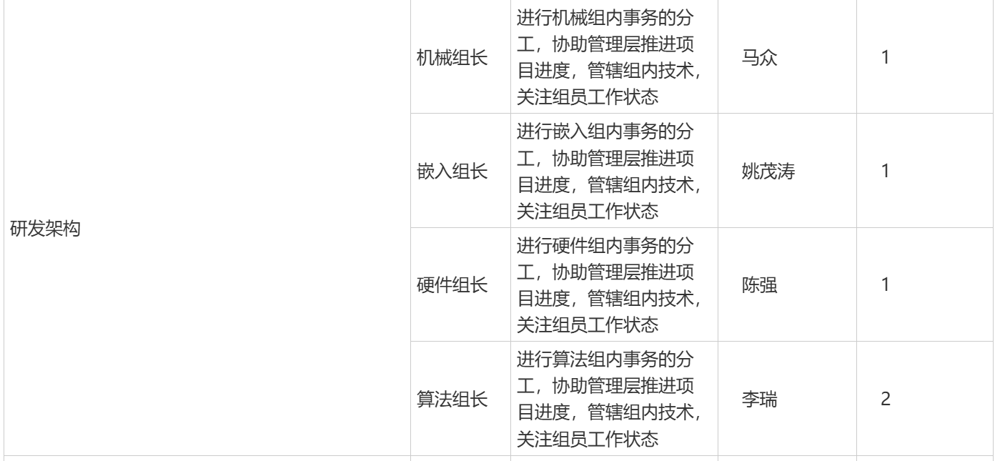 研发架构
机械组长
进行机械组内事务的分
工，协助管理层推进项
目进度，管辖组内技术，
关注组员工作状态
马众
1
嵌入组长
进行嵌入组内事务的分
工，协助管理层推进项
目进度，管辖组内技术，
关注组员工作状态
姚茂涛
1
硬件组长
进行硬件组内事务的分
工，协助管理层推进项
目进度，管辖组内技术，
关注组员工作状态
陈强
1
算法组长
进行算法组内事务的分
工，协助管理层推进项
目进度，管辖组内技术，
关注组员工作状态
李瑞
2